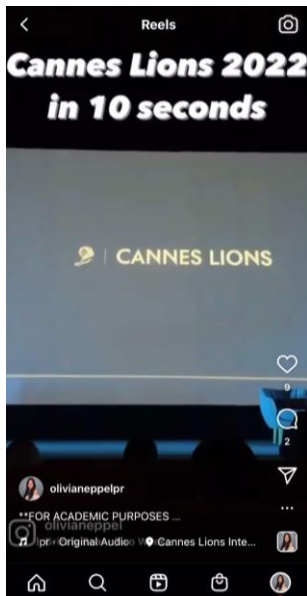 Reels
Cannes Lions 2022
in 10 seconds
CANNES LIONS
9
2
olivianeppelpr
**FOR ACADEMIC PURPOSES ...
olivianeppel
pr • Original Audio
Cannes Lions Inte...